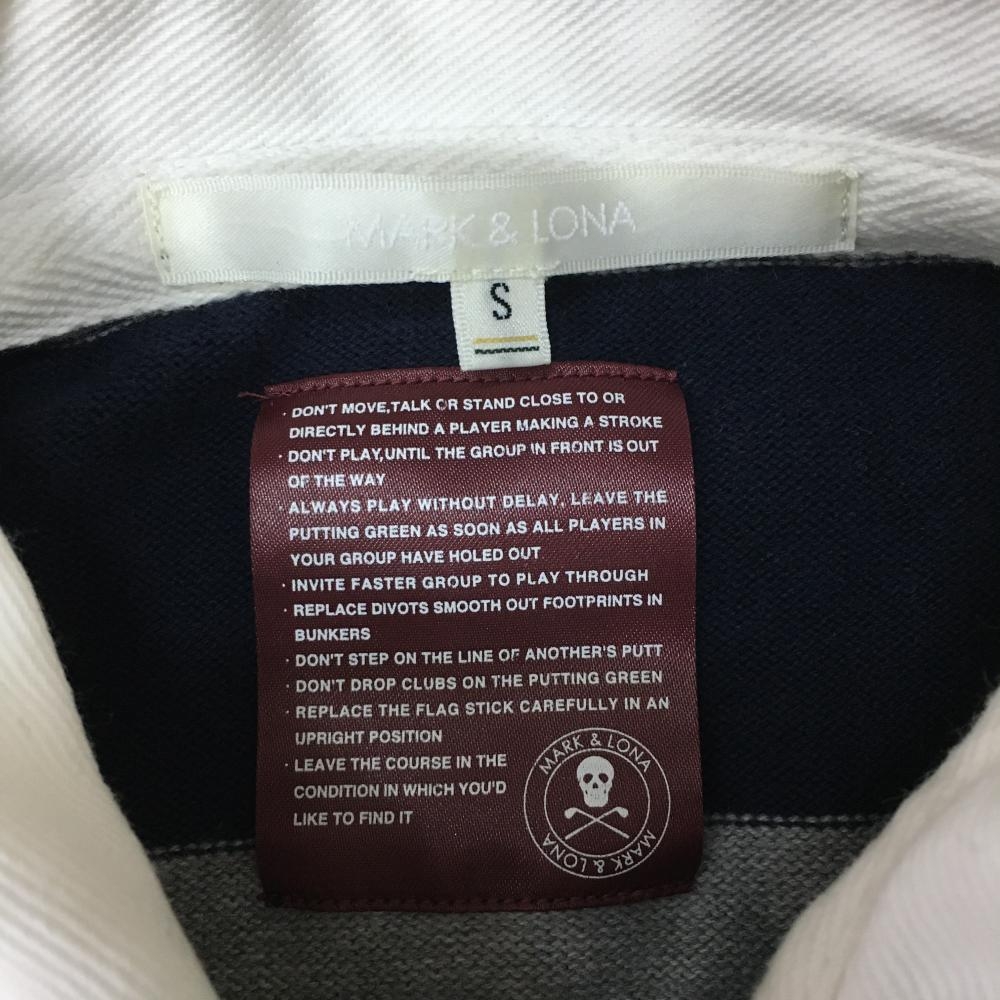 MARK & LONA
S
· DON'T MOVE,TALK OR STAND CLOSE TO OR
DIRECTLY BEHIND A PLAYER MAKING A STROKE
· DON'T PLAY,UNTIL THE GROUP IN FRONT IS OUT
OF THE WAY
· ALWAYS PLAY WITHOUT DELAY. LEAVE THE
PUTTING GREEN AS SOON AS ALL PLAYERS IN
YOUR GROUP HAVE HOLED OUT
· INVITE FASTER GROUP TO PLAY THROUGH
· REPLACE DIVOTS SMOOTH OUT FOOTPRINTS IN
BUNKERS
· DON'T STEP ON THE LINE OF ANOTHER'S PUTT
· DON'T DROP CLUBS ON THE PUTTING GREEN
· REPLACE THE FLAG STICK CAREFULLY IN AN
UPRIGHT POSITION
· LEAVE THE COURSE IN THE
CONDITION IN WHICH YOU'D
LIKE TO FIND IT
MARK & LONA
MARK & LONA